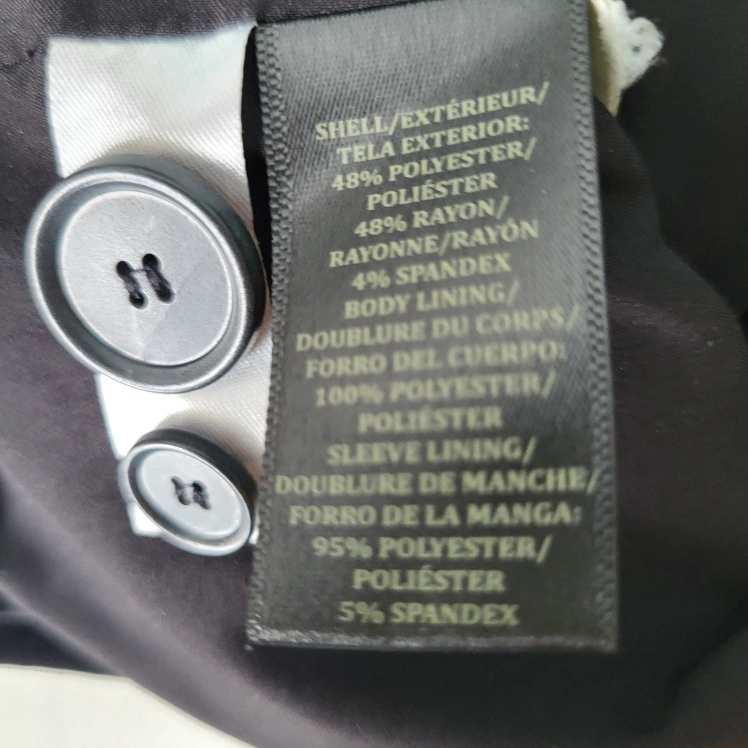 SHELL/EXTÉRIEUR/
TELA EXTERIOR:
48% POLYESTER/
POLIÉSTER
48% RAYON/
RAYONNE/RAYÓN
4% SPANDEX
BODY LINING/
DOUBLURE DU CORPS/
FORRO DEL CUERPO:
100% POLYESTER/
POLIÉSTER
SLEEVE LINING/
DOUBLURE DE MANCHE/
FORRO DE LA MANGA:
95% POLYESTER/
POLIÉSTER
5% SPANDEX